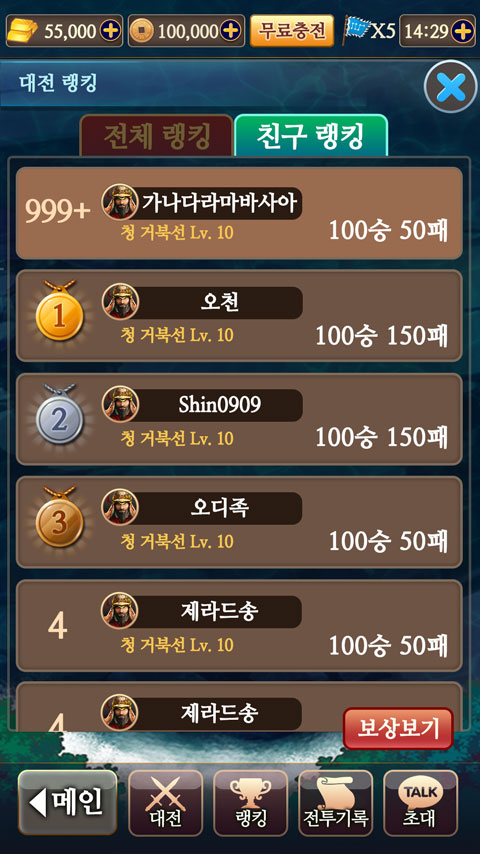 55,000 100,000 무료충전 X5 14:29
대전 랭킹
전체 랭킹 친구 랭킹
999+ 가나다라마바사아
청 거북선 Lv. 10 100승 50패
1 오천
청 거북선 Lv. 10 100승 150패
2 Shin0909
청 거북선 Lv. 10 100승 150패
3 오디족
청 거북선 Lv. 10 100승 50패
4 제라드송
청 거북선 Lv. 10 100승 50패
4 제라드송
보상보기
메인 대전 랭킹 전투기록 TALK 초대